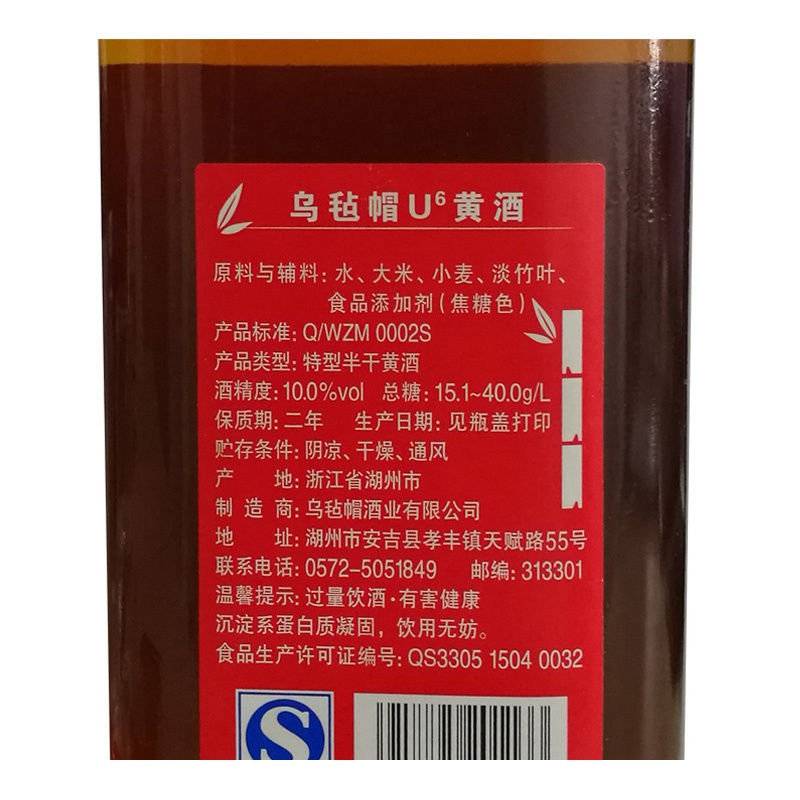 乌毡帽U⁶黄酒
原料与辅料：水、大米、小麦、淡竹叶、
食品添加剂(焦糖色)
产品标准：Q/WZM 0002S
产品类型：特型半干黄酒
酒精度：10.0%vol 总糖：15.1~40.0g/L
保质期：二年 生产日期：见瓶盖打印
贮存条件：阴凉、干燥、通风
产 地：浙江省湖州市
制造商：乌毡帽酒业有限公司
地 址：湖州市安吉县孝丰镇天赋路55号
联系电话：0572-5051849 邮编：313301
温馨提示：过量饮酒·有害健康
沉淀系蛋白质凝固，饮用无妨。
食品生产许可证编号：QS3305 1504 0032